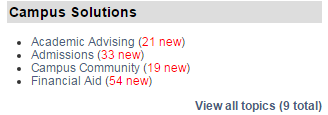 Campus Solutions
Academic Advising (21 new)
Admissions (33 new)
Campus Community (19 new)
Financial Aid (54 new)
View all topics (9 total)